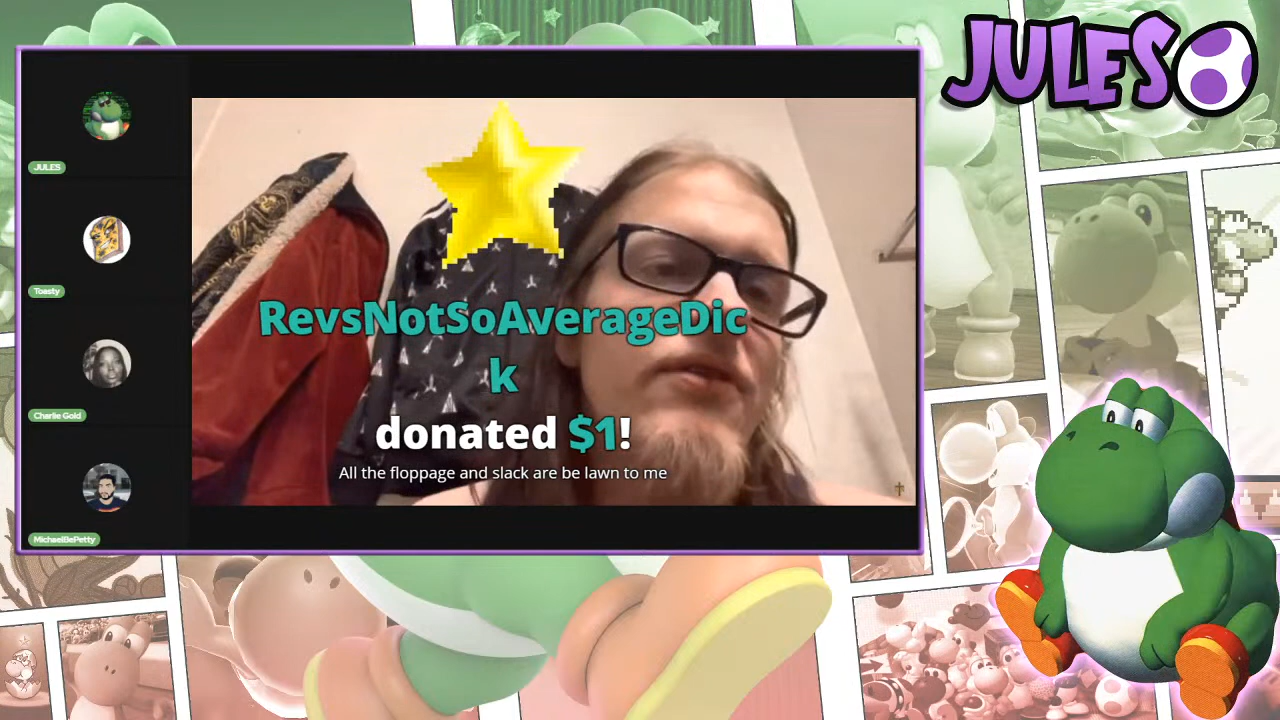 JULES
JULES
Toasty
Charlie Gold
MichaelBePetty
RevsNotSoAverageDic
k
donated $1!
All the floppage and slack are be lawn to me